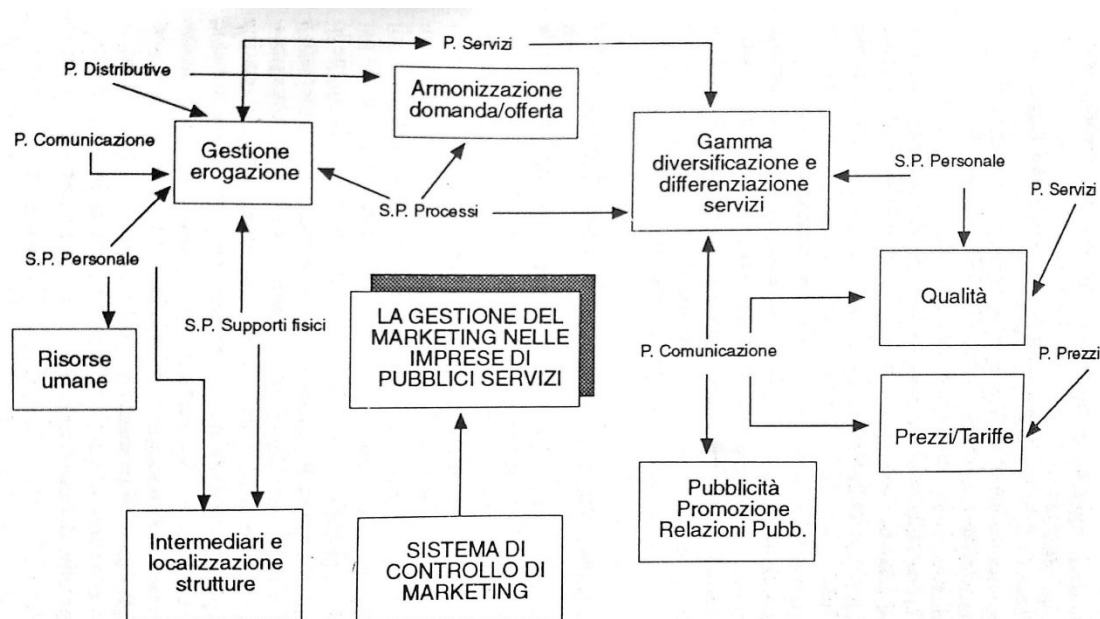 P. Servizi
P. Distributive
Armonizzazione
domanda/offerta
P. Comunicazione
Gestione
erogazione
Gamma
diversificazione e
differenziazione
servizi
S.P. Personale
P. Servizi
S.P. Processi
S.P. Personale
Qualità
S.P. Supporti fisici
LA GESTIONE DEL
MARKETING NELLE
IMPRESE DI
PUBBLICI SERVIZI
Risorse
umane
P. Comunicazione
P. Prezzi
Prezzi/Tariffe
Pubblicità
Promozione
Relazioni Pubb.
Intermediari e
localizzazione
strutture
SISTEMA DI
CONTROLLO DI
MARKETING